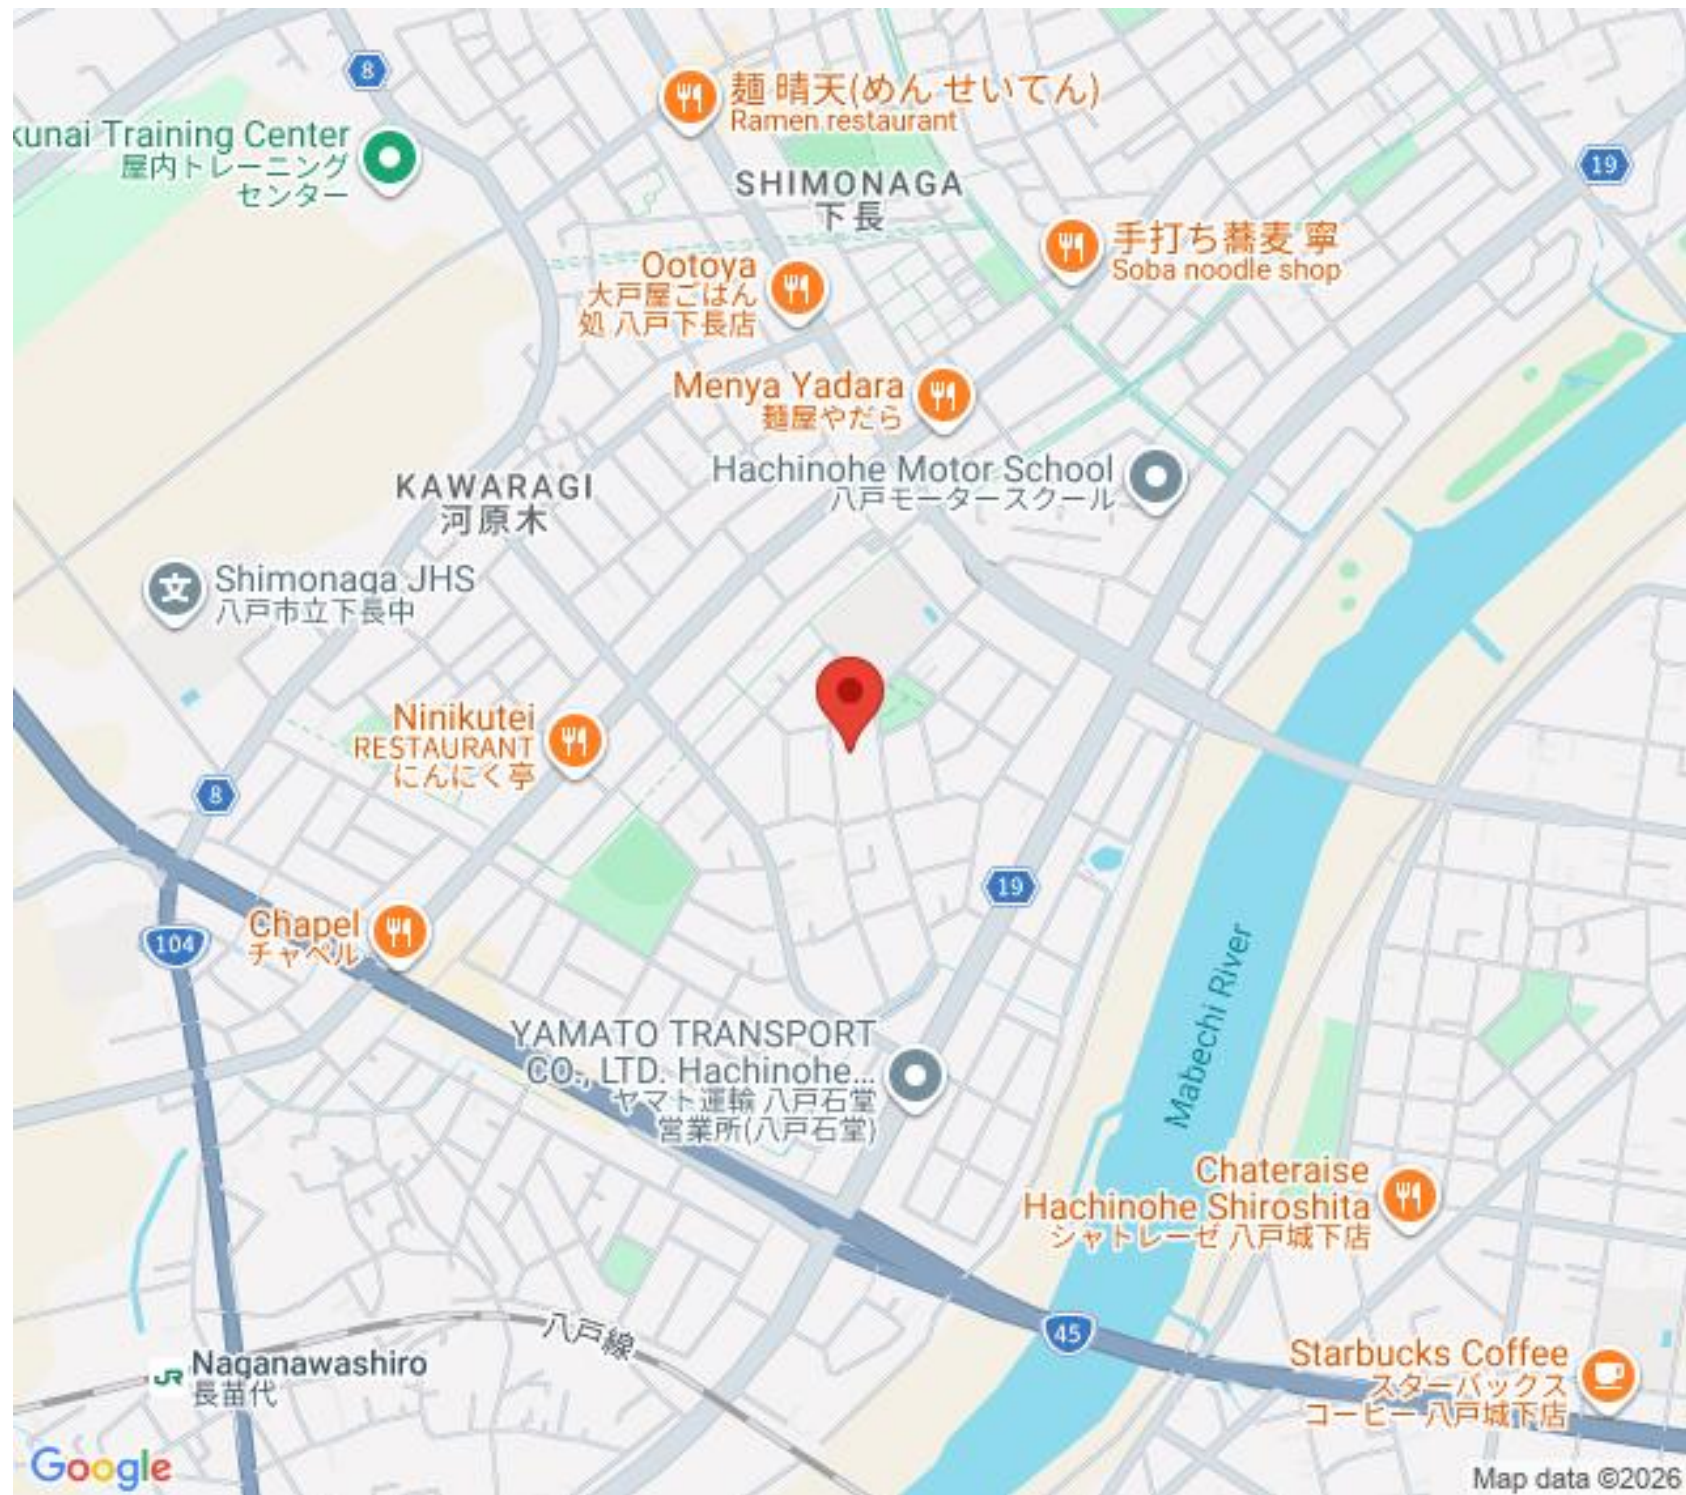 8
麺 晴天(めん せいてん)
Ramen restaurant
kunai Training Center
屋内トレーニング
センター
19
SHIMONAGA
下長
手打ち蕎麦 寧
Soba noodle shop
Ootoya
大戸屋ごはん
処 八戸下長店
Menya Yadara
麺屋やだら
Hachinohe Motor School
八戸モータースクール
KAWARAGI
河原木
Shimonaga JHS
八戸市立下長中
文
Ninikutei
RESTAURANT
にんにく亭
8
19
Chapel
チャペル
104
Mabechi River
YAMATO TRANSPORT
CO., LTD. Hachinohe...
ヤマト運輸 八戸石堂
営業所(八戸石堂)
Chateraise
Hachinohe Shiroshita
シャトレーゼ 八戸城下店
八戸線
45
Starbucks Coffee
スターバックス
コーヒー 八戸城下店
JR Naganawashiro
長苗代
Google
Map data ©2026